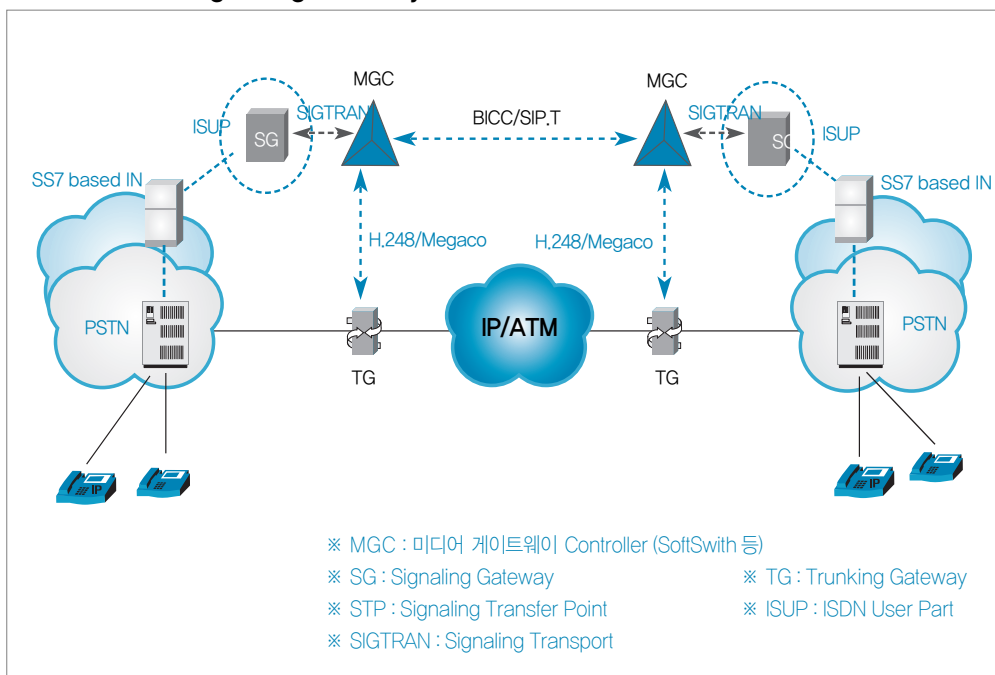 MGC
MGC
SIGTRAN
BICC/SIP.T
SIGTRAN
ISUP
SG
ISUP
SS7 based IN
SS7 based IN
H.248/Megaco
H.248/Megaco
PSTN
IP/ATM
PSTN
TG
TG
IP
IP
※ MGC : 미디어 게이트웨이 Controller (SoftSwith 등)
※ SG : Signaling Gateway
※ TG : Trunking Gateway
※ STP : Signaling Transfer Point
※ ISUP : ISDN User Part
※ SIGTRAN : Signaling Transport